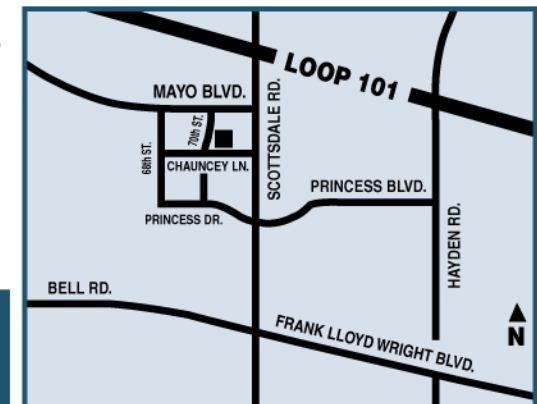 LOOP 101
MAYO BLVD.
SCOTTSDALE RD.
70th ST.
68th ST.
CHAUNCEY LN.
PRINCESS BLVD.
PRINCESS DR.
HAYDEN RD.
BELL RD.
FRANK LLOYD WRIGHT BLVD.
N